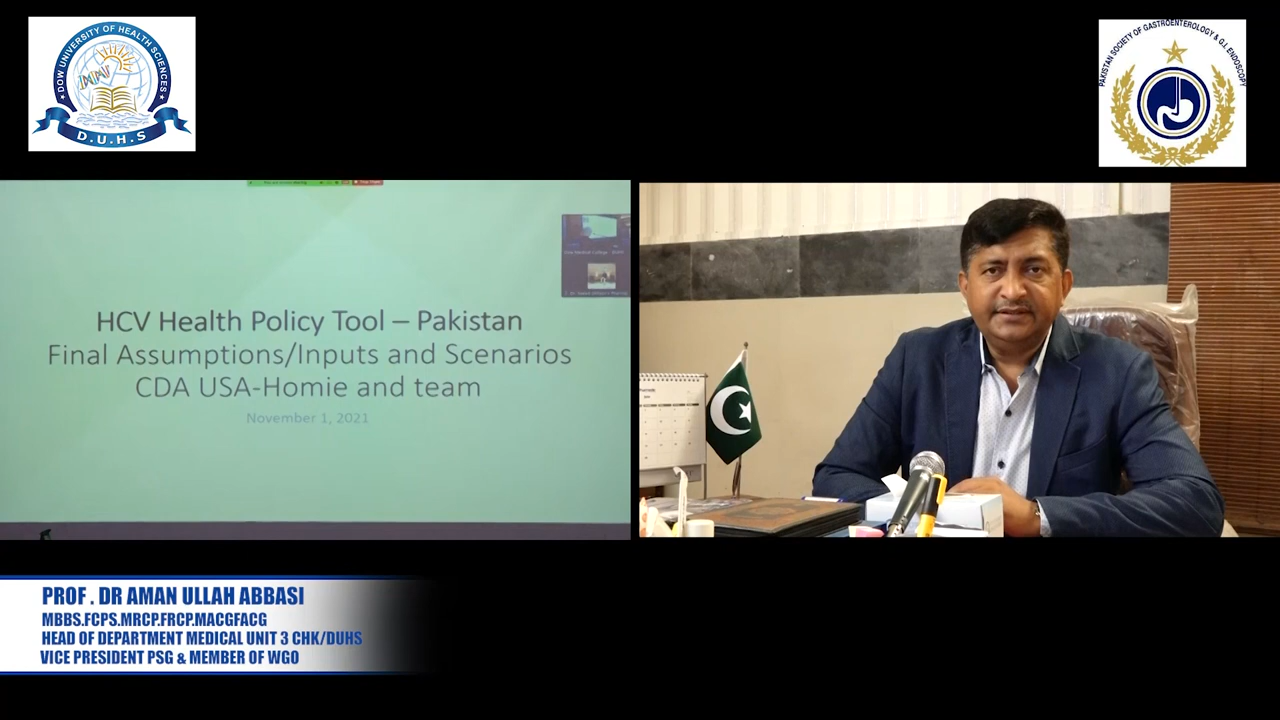 DOW UNIVERSITY OF HEALTH SCIENCES
D.U.H.S
PAKISTAN SOCIETY OF GASTROENTEROLOGY & G.I. ENDOSCOPY
HCV Health Policy Tool – Pakistan
Final Assumptions/Inputs and Scenarios
CDA USA-Homie and team
November 1, 2021
PROF . DR AMAN ULLAH ABBASI
MBBS.FCPS.MRCP.FRCP.MACGFACG
HEAD OF DEPARTMENT MEDICAL UNIT 3 CHK/DUHS
VICE PRESIDENT PSG & MEMBER OF WGO